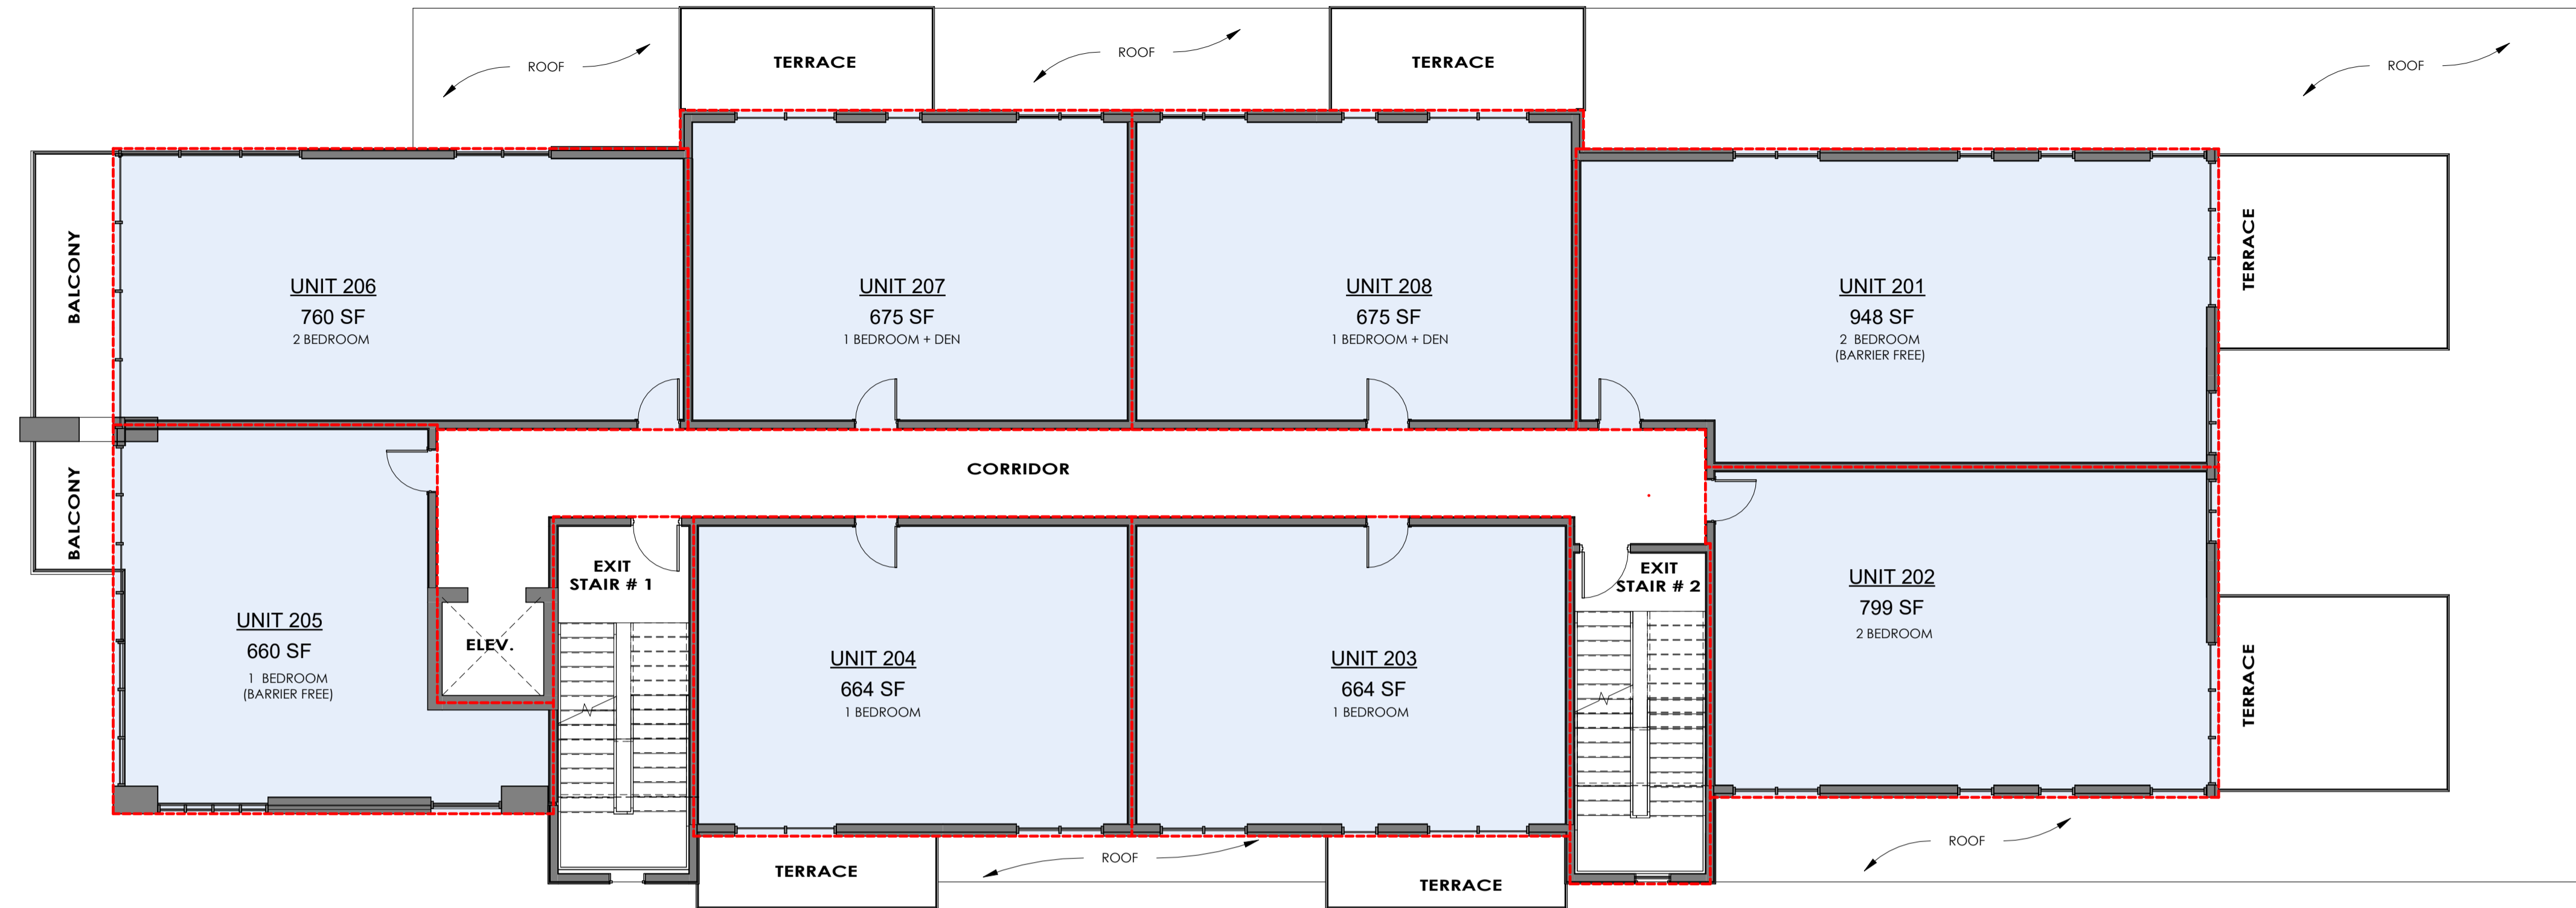 ROOF
TERRACE
ROOF
TERRACE
ROOF
BALCONY
UNIT 206
760 SF
2 BEDROOM
UNIT 207
675 SF
1 BEDROOM + DEN
UNIT 208
675 SF
1 BEDROOM + DEN
UNIT 201
948 SF
2 BEDROOM
(BARRIER FREE)
TERRACE
CORRIDOR
BALCONY
UNIT 205
660 SF
1 BEDROOM
(BARRIER FREE)
ELEV.
EXIT
STAIR # 1
UNIT 204
664 SF
1 BEDROOM
UNIT 203
664 SF
1 BEDROOM
EXIT
STAIR # 2
UNIT 202
799 SF
2 BEDROOM
TERRACE
TERRACE
ROOF
TERRACE
ROOF